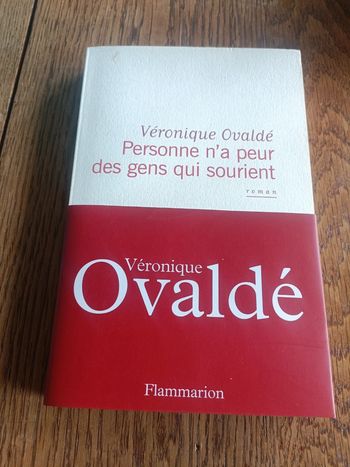 Véronique Ovaldé
Personne n'a peur
des gens qui sourient
roman
Véronique
Ovaldé
Flammarion